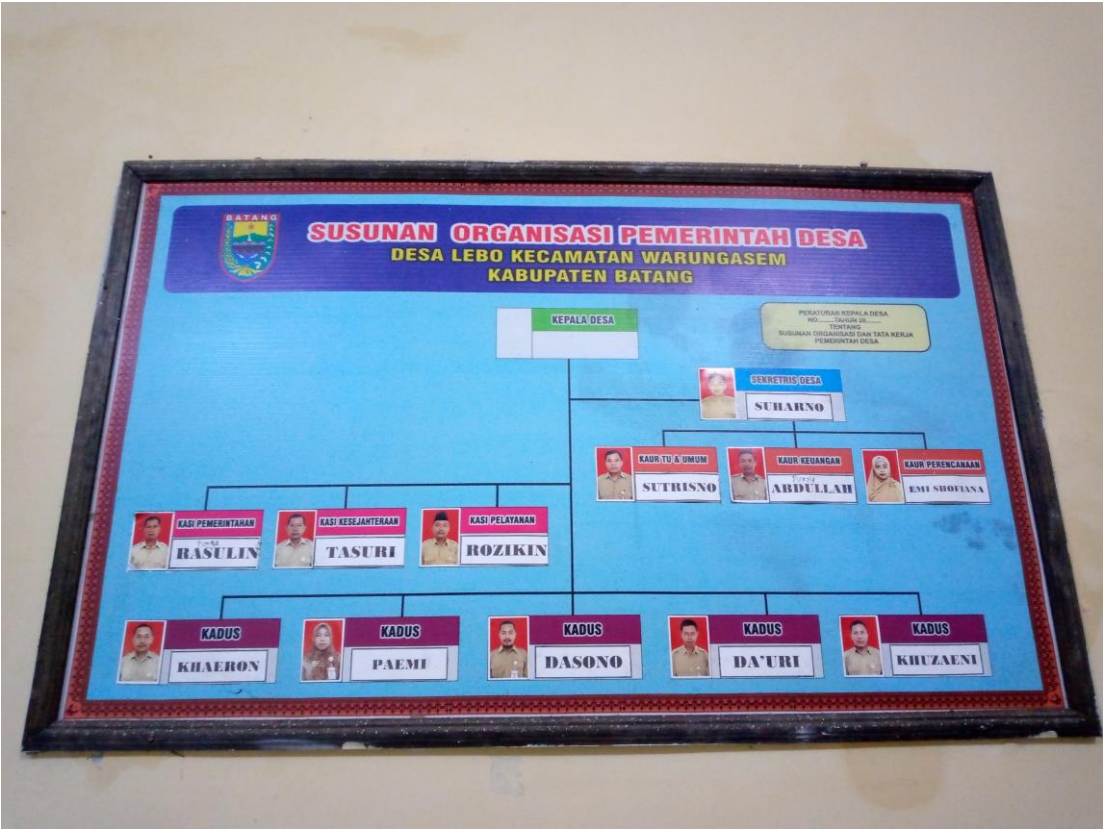 BATANG
SUSUNAN ORGANISASI PEMERINTAH DESA
DESA LEBO KECAMATAN WARUNGASEM
KABUPATEN BATANG
KEPALA DESA
PERATURAN KEPALA DESA
NO.........TAHUN 20.........
TENTANG
SUSUNAN ORGANISASI DAN TATA KERJA
PEMERINTAH DESA
SEKRETRIS DESA
SUHARNO
KAUR TU & UMUM
SUTRISNO
KAUR KEUANGAN
ABDULLAH
KAUR PERENCANAAN
EMI SHOFIANA
KASI PEMERINTAHAN
RASULIN
KASI KESEJAHTERAAN
TASURI
KASI PELAYANAN
ROZIKIN
KADUS
KHAERON
KADUS
PAEMI
KADUS
DASONO
KADUS
DA'URI
KADUS
KHUZAENI